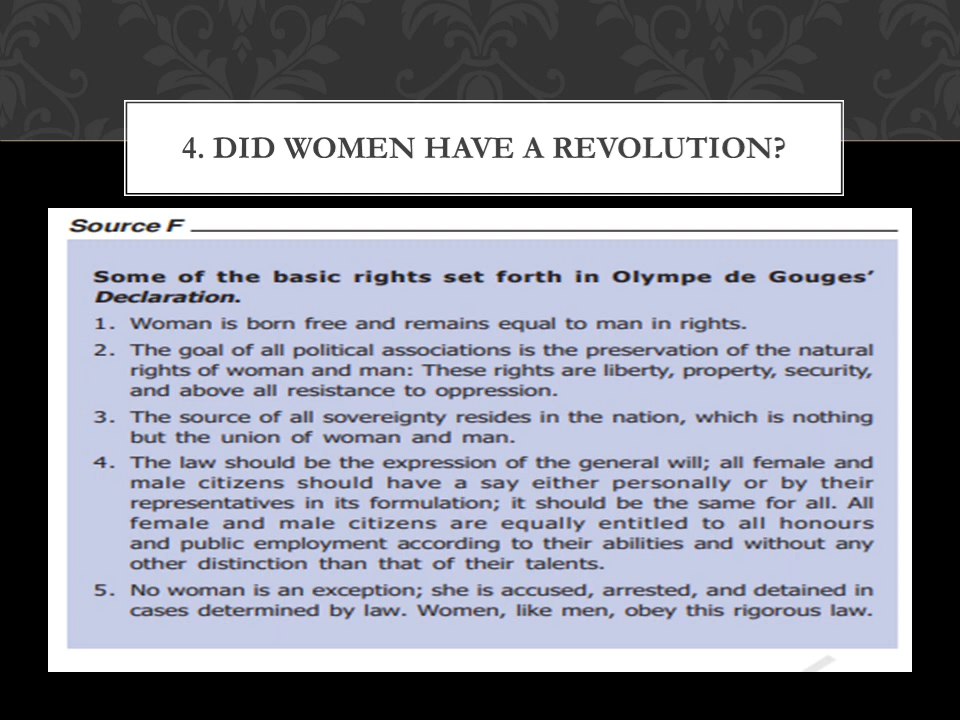 4. DID WOMEN HAVE A REVOLUTION?
Source F
Some of the basic rights set forth in Olympe de Gouges’
Declaration.
1. Woman is born free and remains equal to man in rights.
2. The goal of all political associations is the preservation of the natural
rights of woman and man: These rights are liberty, property, security,
and above all resistance to oppression.
3. The source of all sovereignty resides in the nation, which is nothing
but the union of woman and man.
4. The law should be the expression of the general will; all female and
male citizens should have a say either personally or by their
representatives in its formulation; it should be the same for all. All
female and male citizens are equally entitled to all honours
and public employment according to their abilities and without any
other distinction than that of their talents.
5. No woman is an exception; she is accused, arrested, and detained in
cases determined by law. Women, like men, obey this rigorous law.